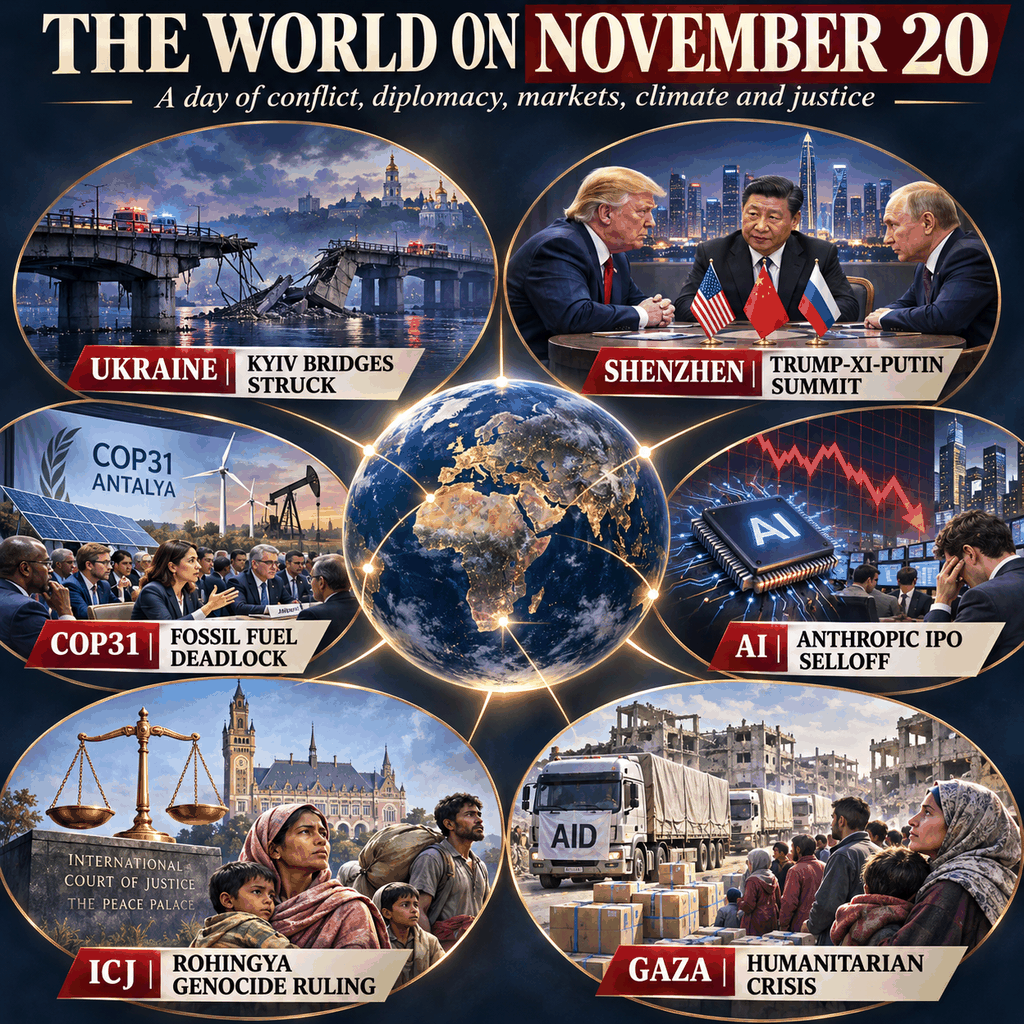 THE WORLD ON NOVEMBER 20
A day of conflict, diplomacy, markets, climate and justice
UKRAINE
KYIV BRIDGES
STRUCK
SHENZHEN
TRUMP-XI-PUTIN
SUMMIT
COP31
ANTALYA
COP31
FOSSIL FUEL
DEADLOCK
AI
AI
ANTHROPIC IPO
SELLOFF
INTERNATIONAL
COURT OF JUSTICE
THE PEACE PALACE
ICJ
ROHINGYA
GENOCIDE RULING
AID
GAZA
HUMANITARIAN
CRISIS